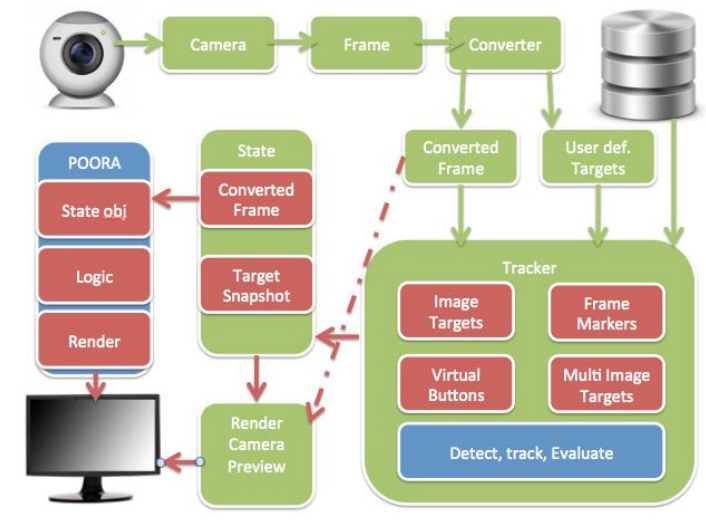 Camera
Frame
Converter
Converted
Frame
User def.
Targets
POORA
State obj
Logic
Render
State
Converted
Frame
Target
Snapshot
Render
Camera
Preview
Tracker
Image
Targets
Frame
Markers
Virtual
Buttons
Multi Image
Targets
Detect, track, Evaluate